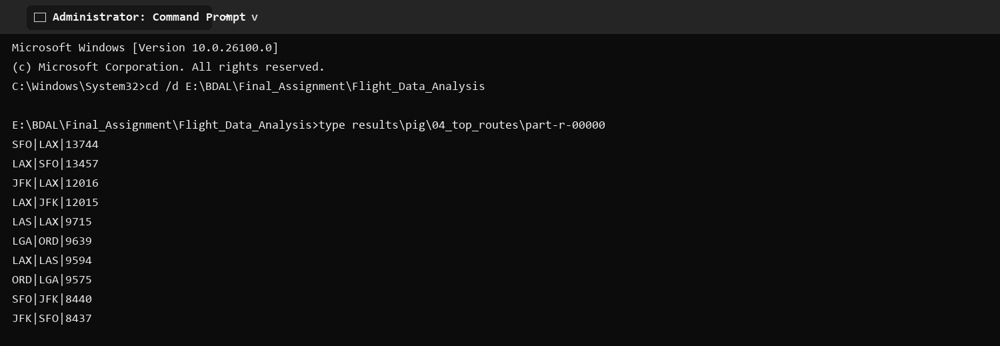 Administrator: Command Prompt v
Microsoft Windows [Version 10.0.26100.0]
(c) Microsoft Corporation. All rights reserved.
C:\Windows\System32>cd /d E:\BDAL\Final_Assignment\Flight_Data_Analysis
E:\BDAL\Final_Assignment\Flight_Data_Analysis>type results\pig\04_top_routes\part-r-00000
SFO|LAX|13744
LAX|SFO|13457
JFK|LAX|12016
LAX|JFK|12015
LAS|LAX|9715
LGA|ORD|9639
LAX|LAS|9594
ORD|LGA|9575
SFO|JFK|8440
JFK|SFO|8437